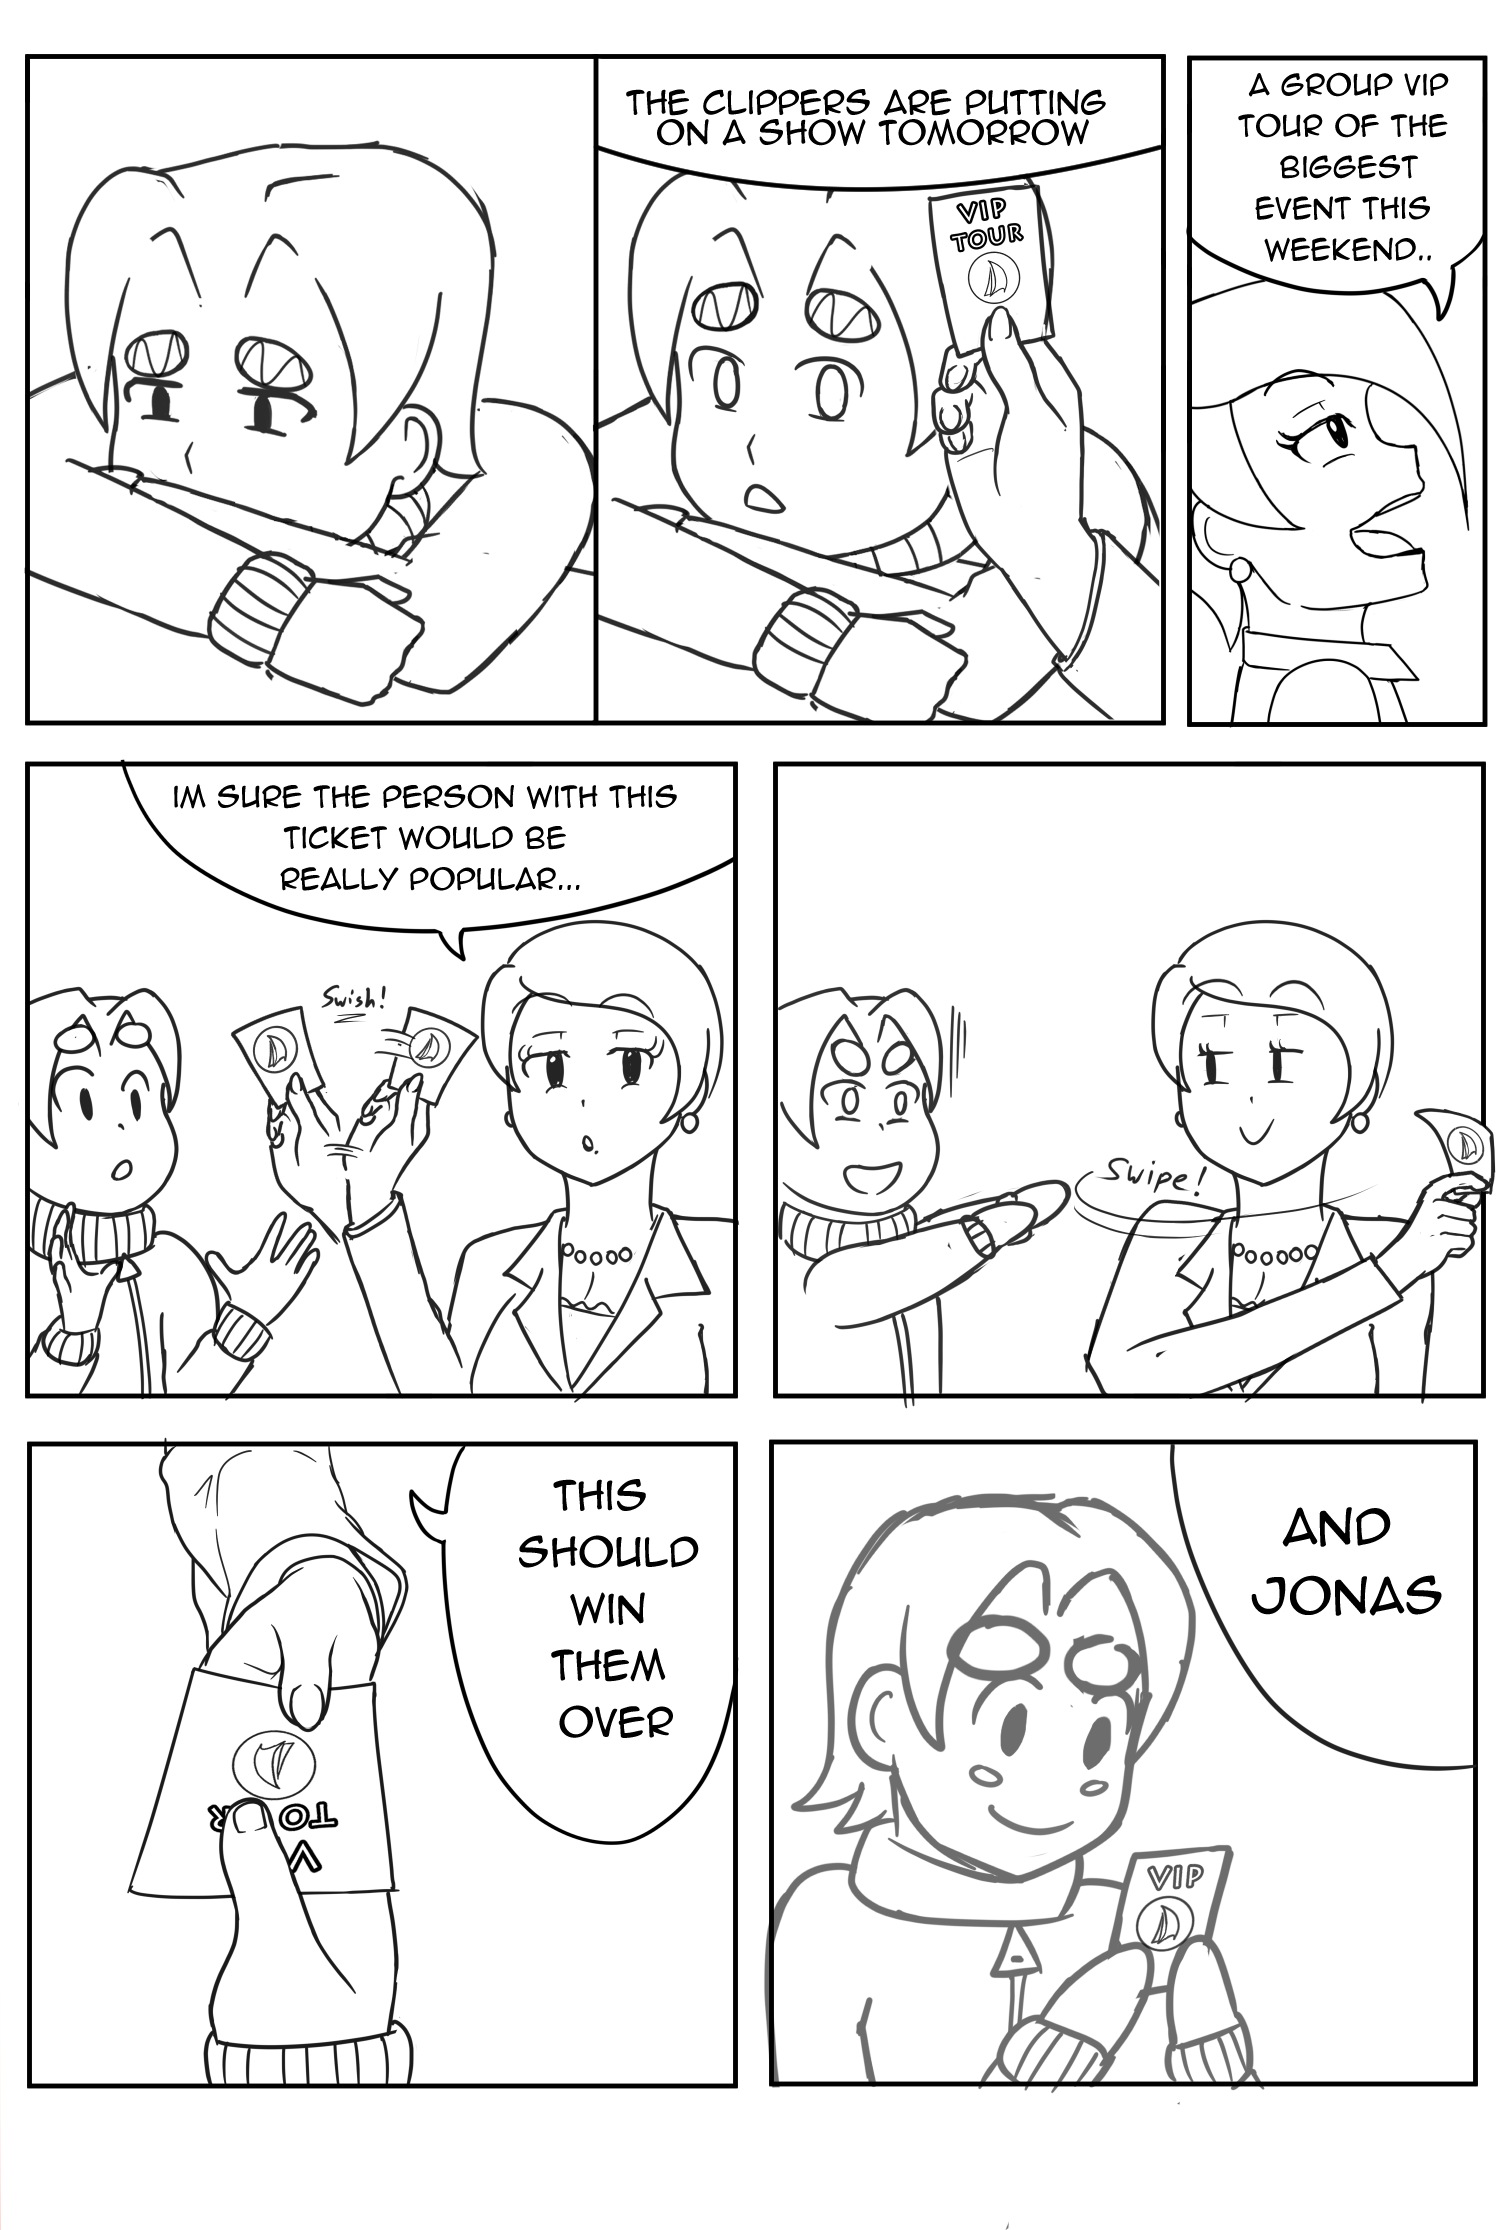 THE CLIPPERS ARE PUTTING
ON A SHOW TOMORROW
VIP
TOUR
A GROUP VIP
TOUR OF THE
BIGGEST
EVENT THIS
WEEKEND..
IM SURE THE PERSON WITH THIS
TICKET WOULD BE
REALLY POPULAR...
Swish!
Swipe!
THIS
SHOULD
WIN
THEM
OVER
V
TO R
AND
JONAS
VIP